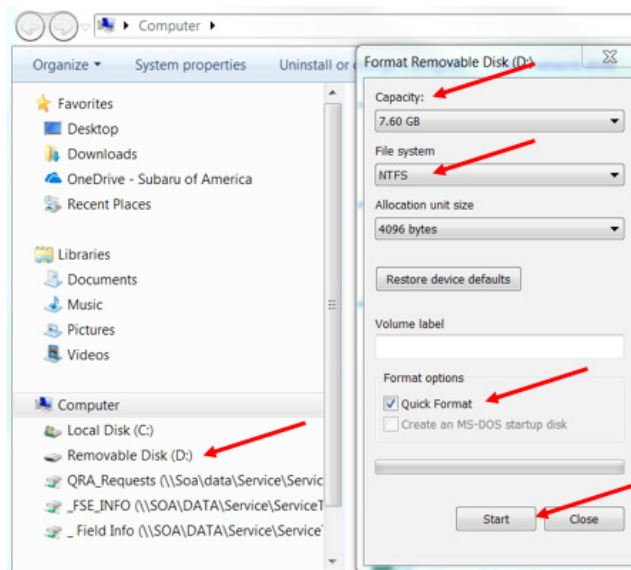 Computer
Organize
System properties
Uninstall or
Favorites
Desktop
Downloads
OneDrive - Subaru of America
Recent Places
Libraries
Documents
Music
Pictures
Videos
Computer
Local Disk (C:)
Removable Disk (D:)
QRA_Requests (\\Soa\data\Service\Servic
_FSE_INFO (\\SOA\DATA\Service\ServiceT
_ Field Info (\\SOA\DATA\Service\Service
Format Removable Disk (D:)
Capacity:
7.60 GB
File system
NTFS
Allocation unit size
4096 bytes
Restore device defaults
Volume label
Format options
Quick Format
Create an MS-DOS startup disk
Start
Close